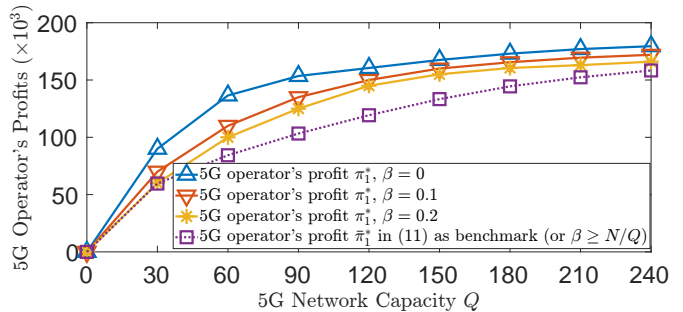 5G Operator's Profits (×10³)
200
150
100
50
0
5G operator's profit π₁*, β = 0
5G operator's profit π₁*, β = 0.1
5G operator's profit π₁*, β = 0.2
5G operator's profit π̄₁* in (11) as benchmark (or β ≥ N/Q)
0 30 60 90 120 150 180 210 240
5G Network Capacity Q